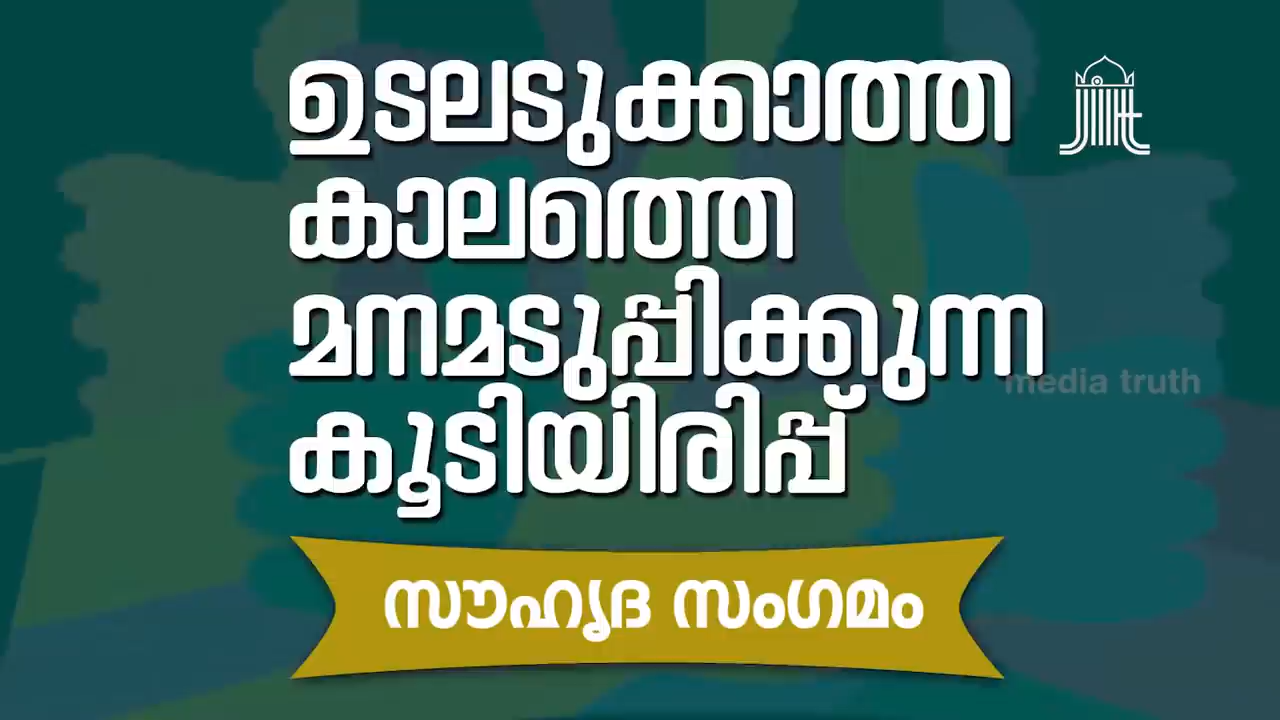 ഉടലടുക്കാത്ത
കാലത്തെ
മനമടുപ്പിക്കുന്ന
കൂടിയിരിപ്പ്
media truth
സൗഹൃദ സംഗമം